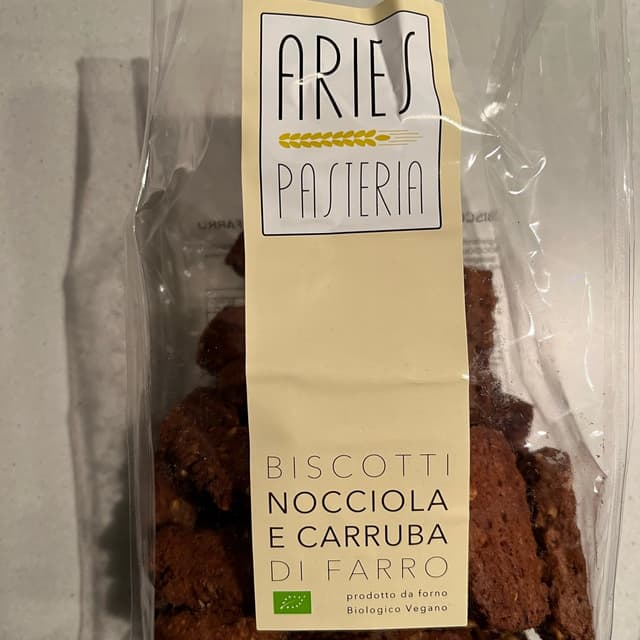 ARIES
PASTERIA
BISCOTTI
NOCCIOLA
E CARRUBA
DI FARRO
prodotto da forno
Biologico Vegano